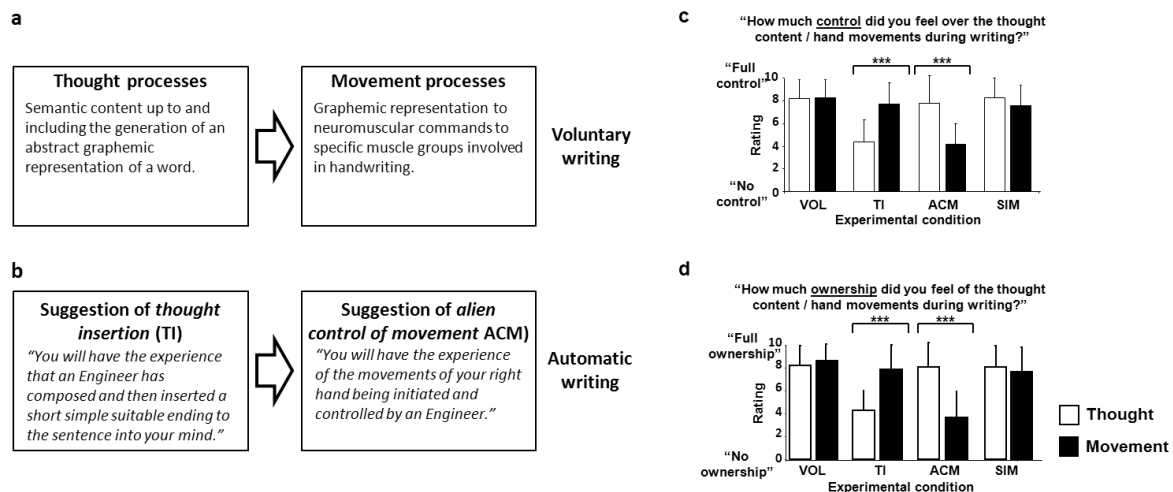 a
Thought processes
Semantic content up to and
including the generation of an
abstract graphemic
representation of a word.
Movement processes
Graphemic representation to
neuromuscular commands to
specific muscle groups involved
in handwriting.
Voluntary
writing
b
Suggestion of thought
insertion (TI)
“You will have the experience
that an Engineer has
composed and then inserted a
short simple suitable ending to
the sentence into your mind.”
Suggestion of alien
control of movement ACM)
“You will have the experience
of the movements of your right
hand being initiated and
controlled by an Engineer.”
Automatic
writing
c
“How much control did you feel over the thought
content / hand movements during writing?”
“Full
control”
*** ***
10
8
6
4
2
0
Rating
“No
control”
VOL TI ACM SIM
Experimental condition
d
“How much ownership did you feel of the thought
content / hand movements during writing?”
“Full
ownership”
*** ***
10
8
6
4
2
0
Rating
“No
ownership”
VOL TI ACM SIM
Experimental condition
Thought
Movement